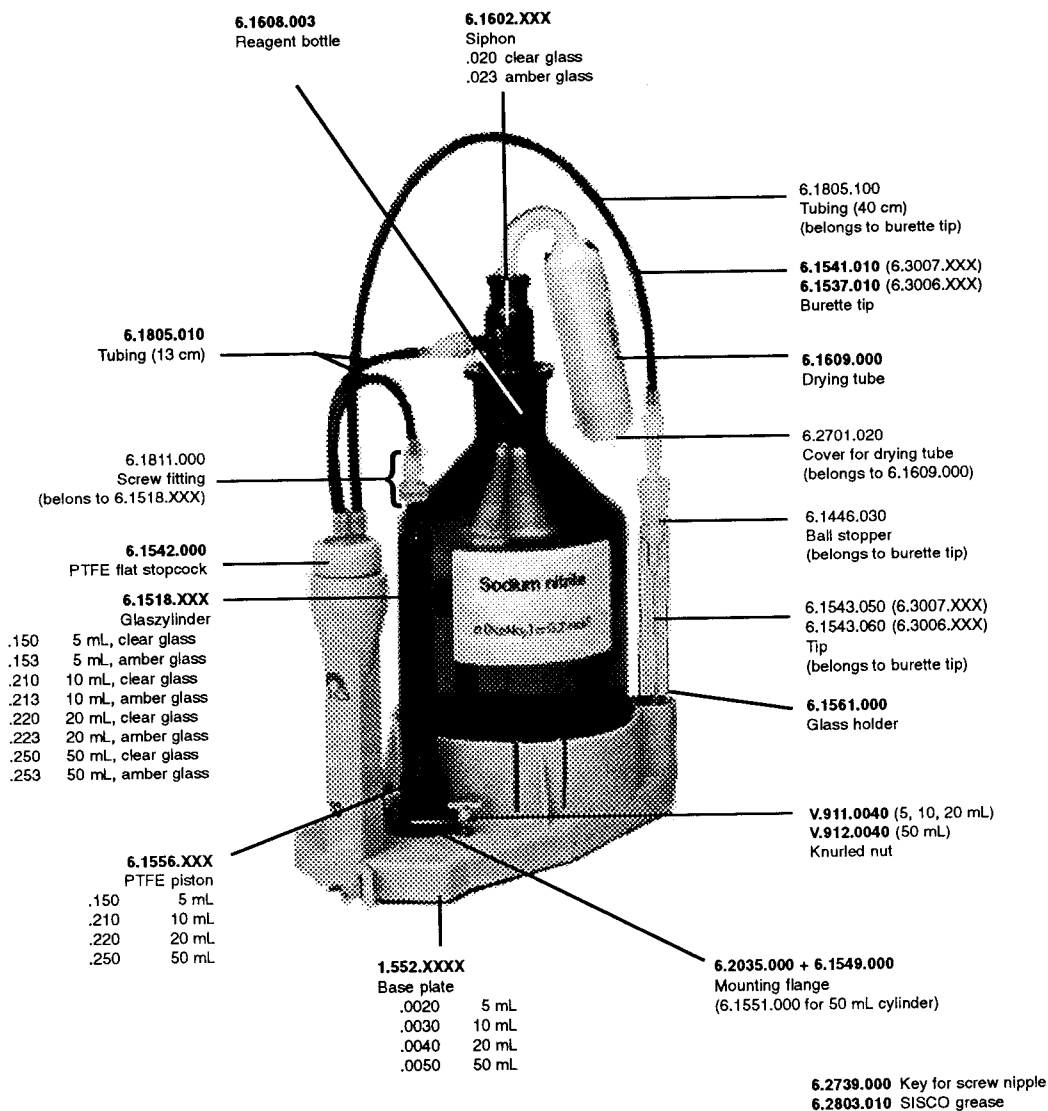 6.1608.003
Reagent bottle
6.1602.XXX
Siphon
.020 clear glass
.023 amber glass
6.1805.100
Tubing (40 cm)
(belongs to burette tip)
6.1541.010 (6.3007.XXX)
6.1537.010 (6.3006.XXX)
Burette tip
6.1805.010
Tubing (13 cm)
6.1609.000
Drying tube
6.2701.020
Cover for drying tube
(belongs to 6.1609.000)
6.1811.000
Screw fitting
(belons to 6.1518.XXX)
6.1446.030
Ball stopper
(belongs to burette tip)
6.1542.000
PTFE flat stopcock
6.1518.XXX
Glaszylinder
.150 5 mL, clear glass
.153 5 mL, amber glass
.210 10 mL, clear glass
.213 10 mL, amber glass
.220 20 mL, clear glass
.223 20 mL, amber glass
.250 50 mL, clear glass
.253 50 mL, amber glass
Sodium nitrite
6.1543.050 (6.3007.XXX)
6.1543.060 (6.3006.XXX)
Tip
(belongs to burette tip)
6.1561.000
Glass holder
V.911.0040 (5, 10, 20 mL)
V.912.0040 (50 mL)
Knurled nut
6.1556.XXX
PTFE piston
.150 5 mL
.210 10 mL
.220 20 mL
.250 50 mL
1.552.XXXX
Base plate
.0020 5 mL
.0030 10 mL
.0040 20 mL
.0050 50 mL
6.2035.000 + 6.1549.000
Mounting flange
(6.1551.000 for 50 mL cylinder)
6.2739.000 Key for screw nipple
6.2803.010 SISCO grease